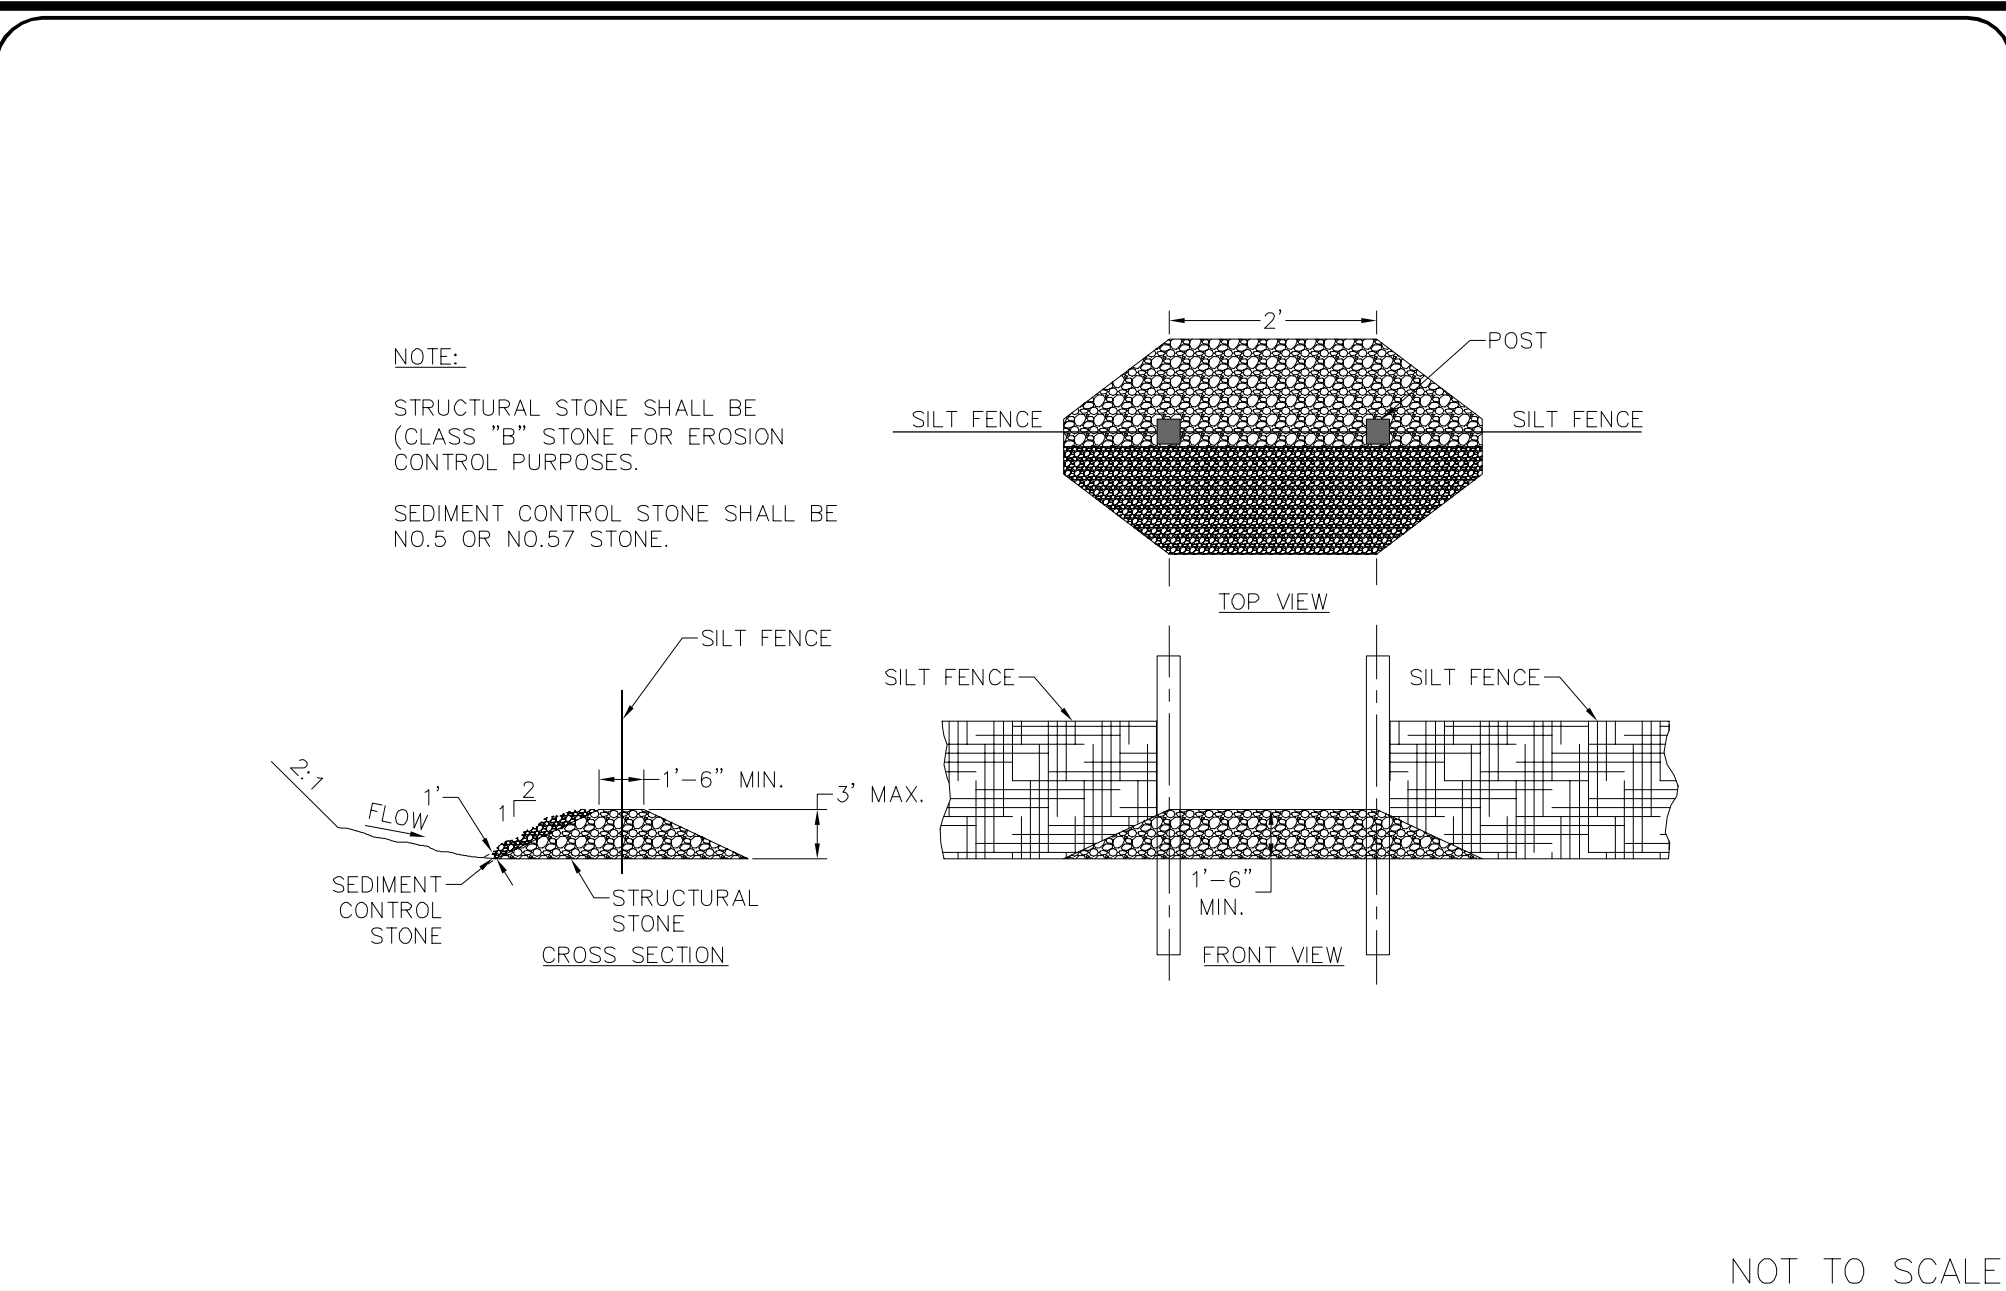 NOTE:
STRUCTURAL STONE SHALL BE
(CLASS "B" STONE FOR EROSION
CONTROL PURPOSES.
SEDIMENT CONTROL STONE SHALL BE
NO.5 OR NO.57 STONE.
2'
POST
SILT FENCE
SILT FENCE
TOP VIEW
SILT FENCE
2:1
FLOW
1'
1
2
1'-6" MIN.
3' MAX.
SEDIMENT
CONTROL
STONE
STRUCTURAL
STONE
CROSS SECTION
SILT FENCE
SILT FENCE
1'-6"
MIN.
FRONT VIEW
NOT TO SCALE